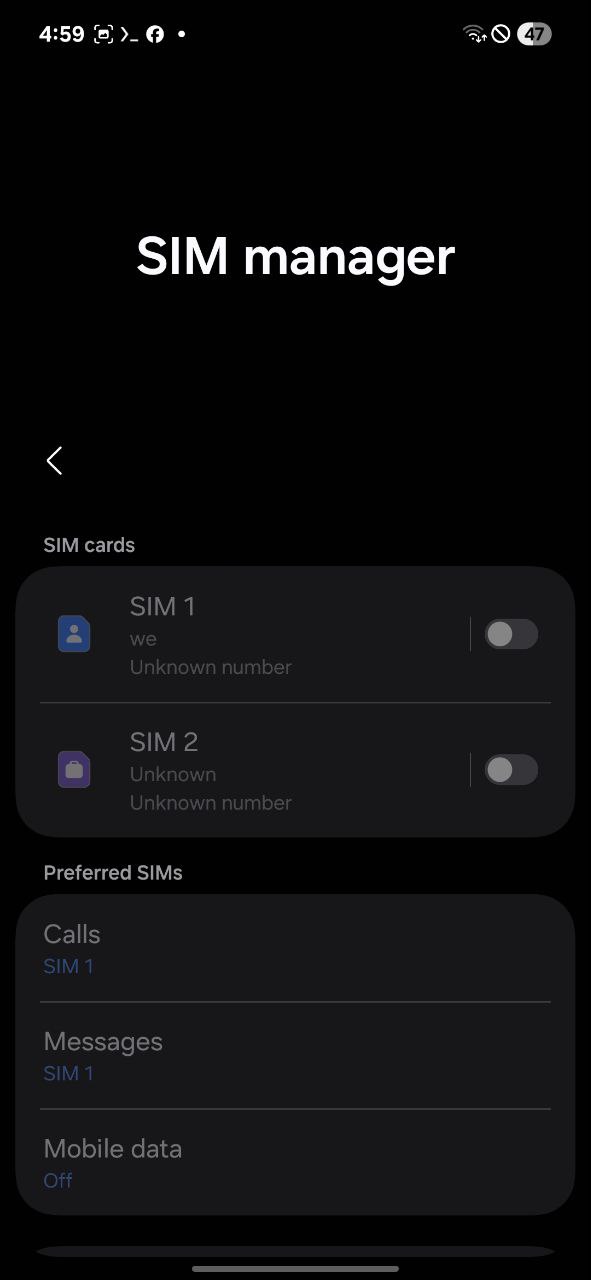 4:59
47
SIM manager
SIM cards
SIM 1
we
Unknown number
SIM 2
Unknown
Unknown number
Preferred SIMs
Calls
SIM 1
Messages
SIM 1
Mobile data
Off